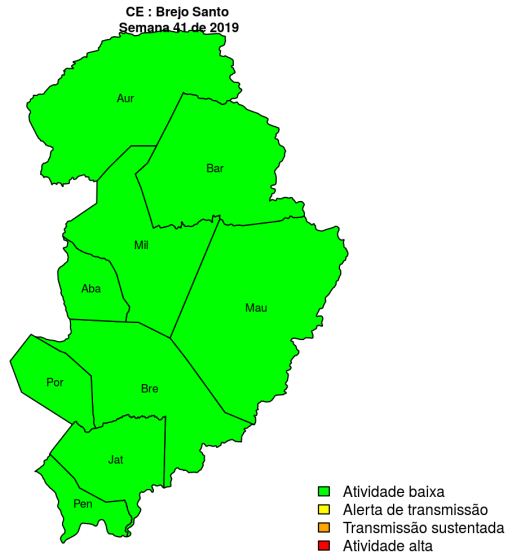 CE : Brejo Santo
Semana 41 de 2019
Aur
Bar
Mil
Aba
Mau
Por
Bre
Jat
Pen
Atividade baixa
Alerta de transmissão
Transmissão sustentada
Atividade alta